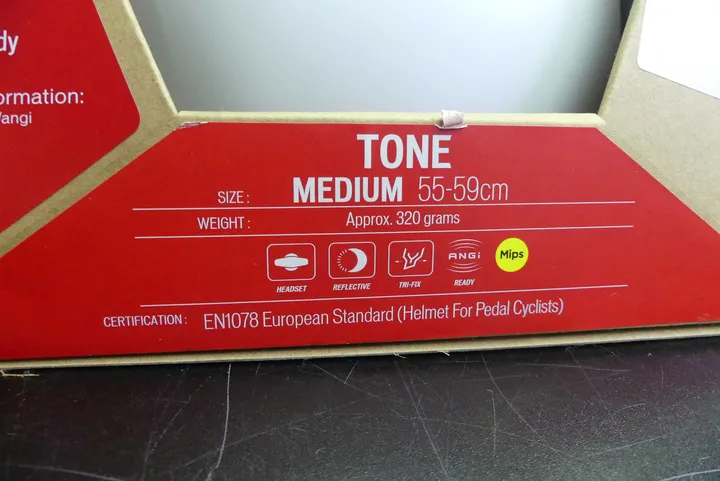 dy
ormation:
TONE
SIZE: MEDIUM 55-59cm
WEIGHT: Approx. 320 grams
HEADSET REFLECTIVE TRI-FIX ANGi READY Mips
CERTIFICATION: EN1078 European Standard (Helmet For Pedal Cyclists)